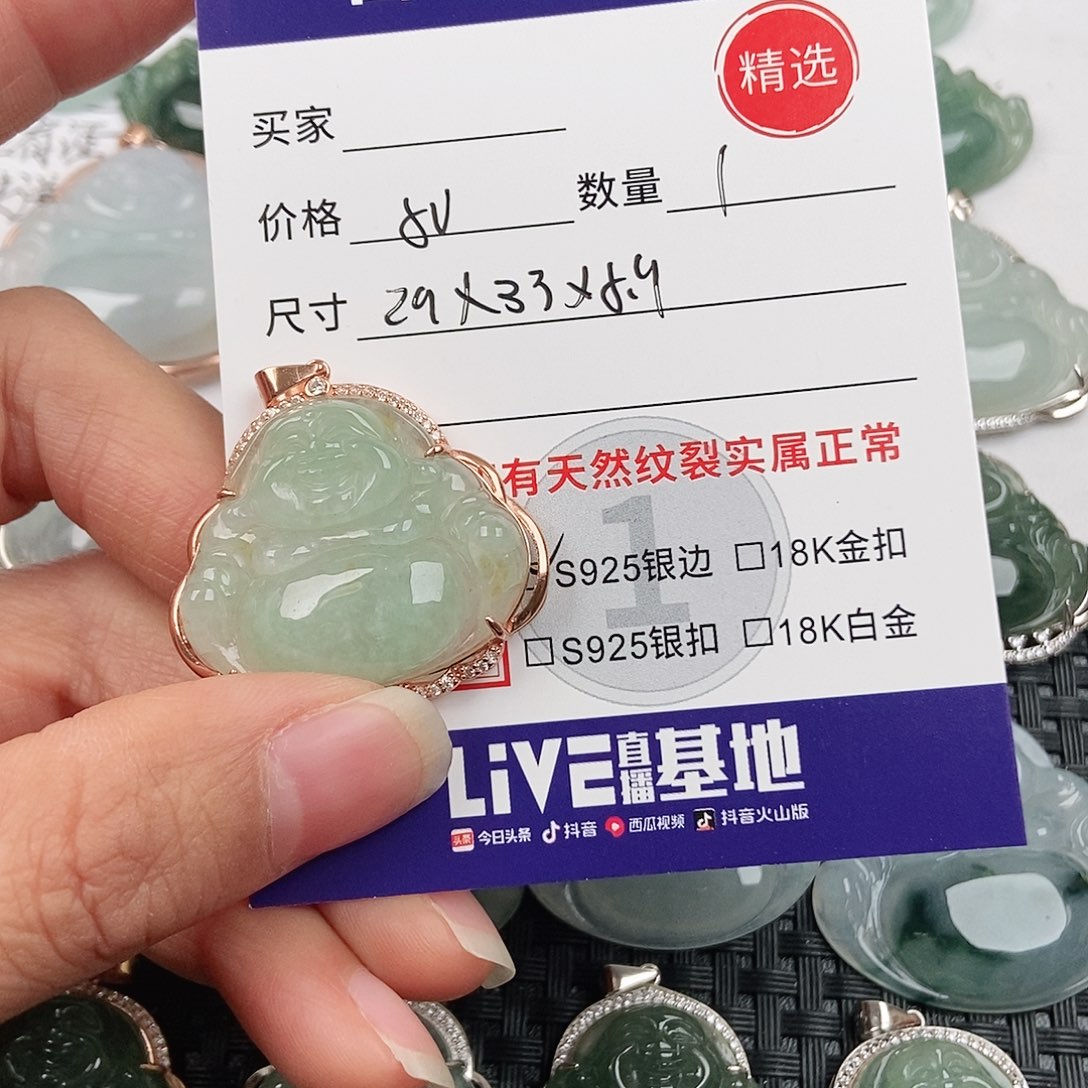 精选
买家
价格 数量 1
尺寸 29x33x8.9
有天然纹裂实属正常
1
S925银边 □18K金扣
□S925银扣 □18K白金
LiVE直播基地
头条 今日头条 抖音 西瓜视频 抖音火山版